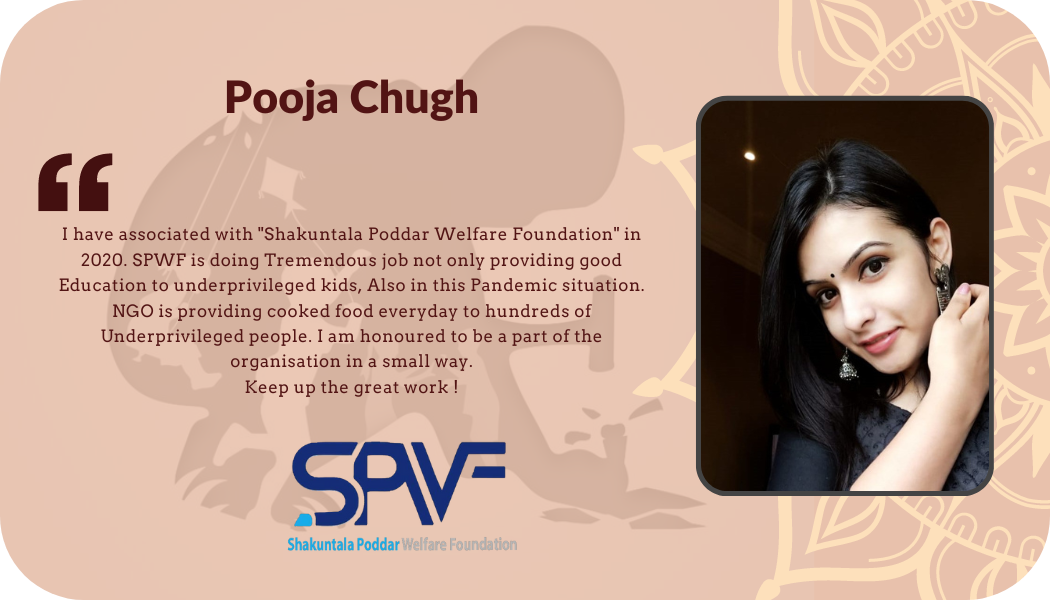 Pooja Chugh
I have associated with "Shakuntala Poddar Welfare Foundation" in
2020. SPWF is doing Tremendous job not only providing good
Education to underprivileged kids, Also in this Pandemic situation.
NGO is providing cooked food everyday to hundreds of
Underprivileged people. I am honoured to be a part of the
organisation in a small way.
Keep up the great work !
SPWF
Shakuntala Poddar Welfare Foundation